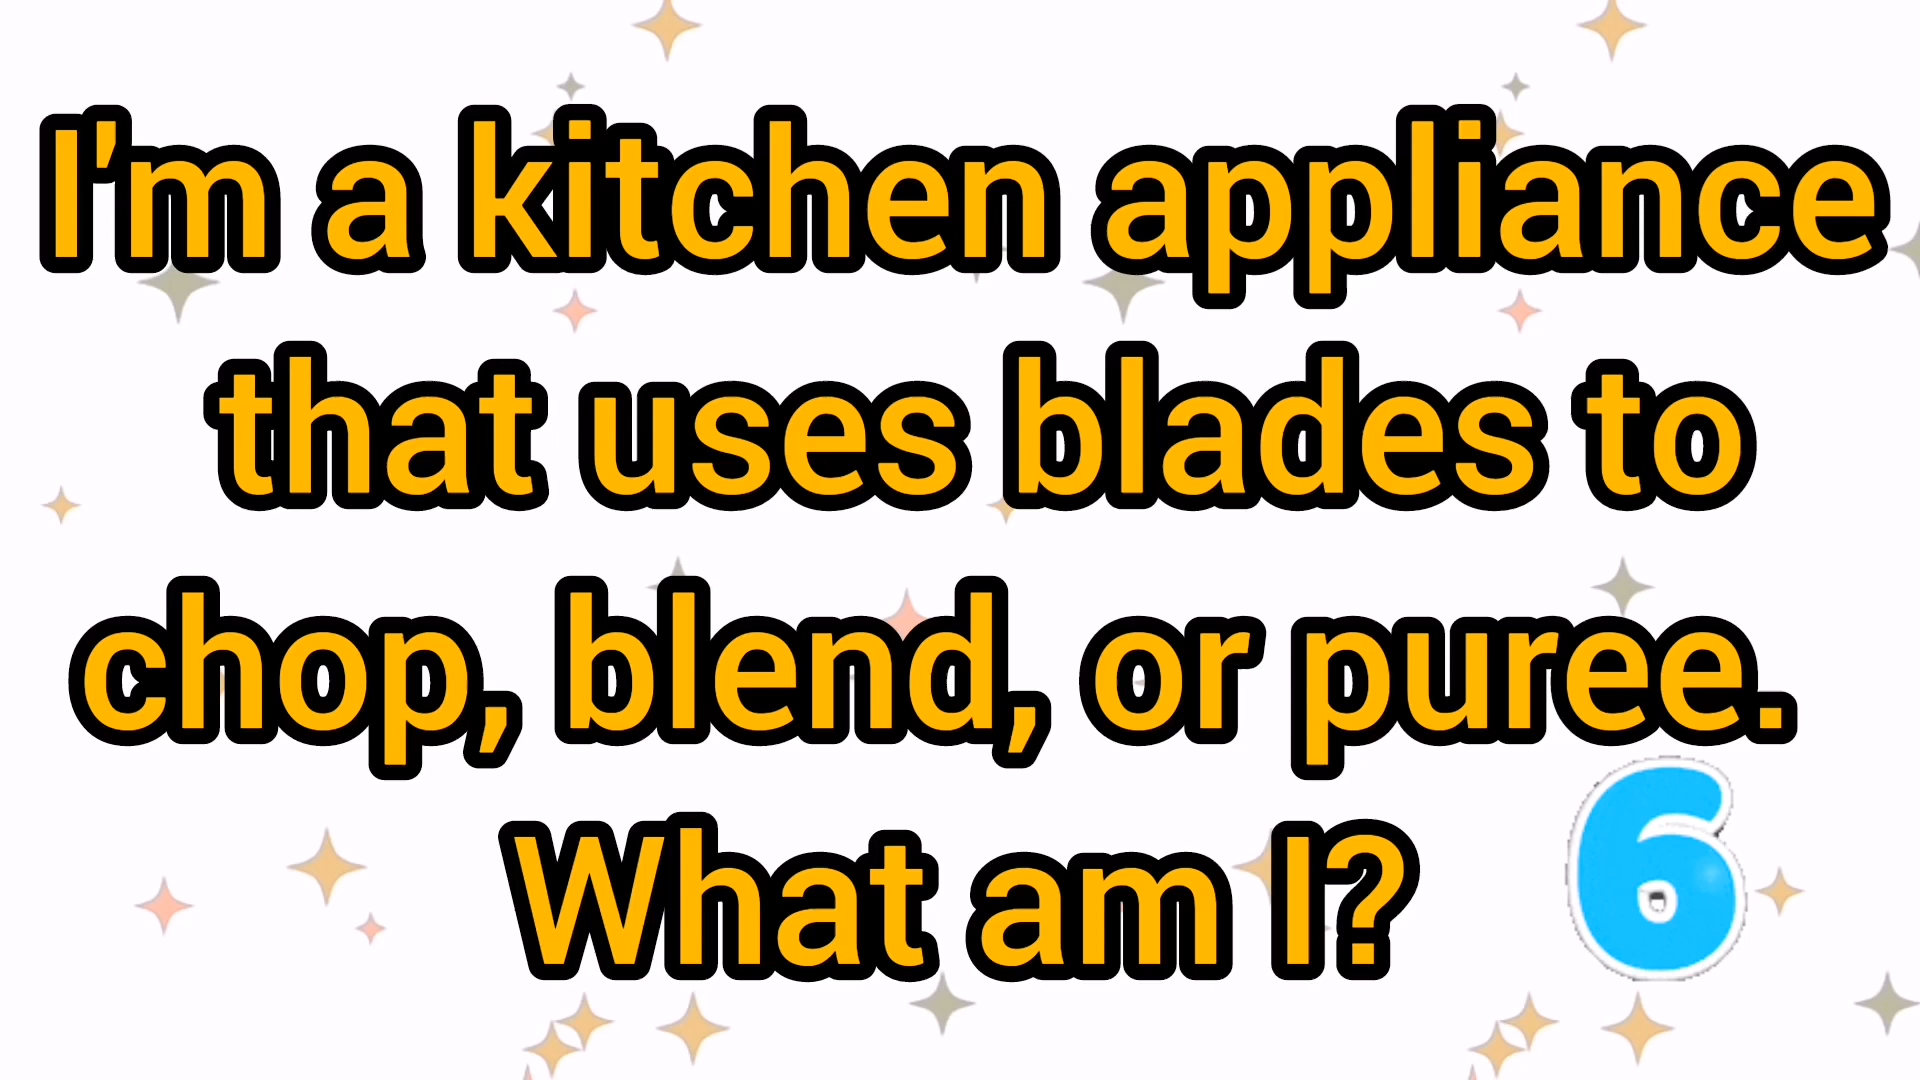 I'm a kitchen appliance
that uses blades to
chop, blend, or puree.
What am I?
6